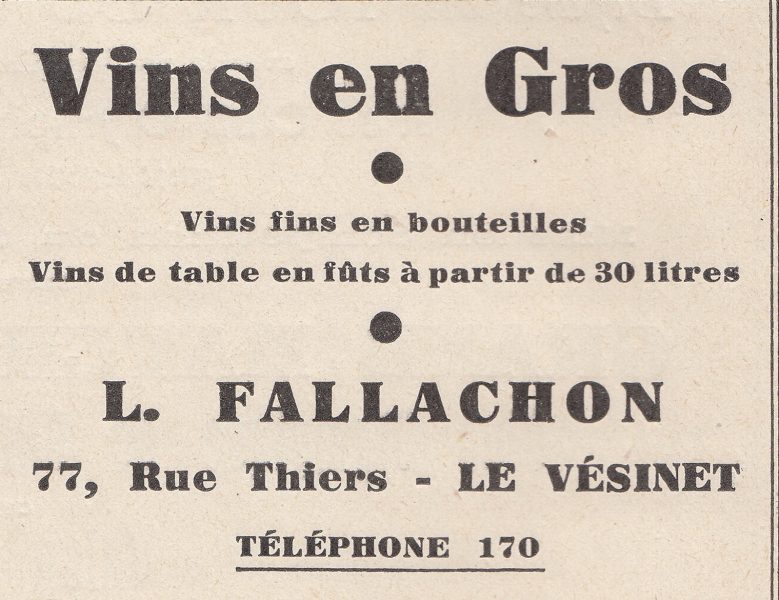 Vins en Gros
Vins fins en bouteilles
Vins de table en fûts à partir de 30 litres
L. FALLACHON
77, Rue Thiers - LE VÉSINET
TÉLÉPHONE 170